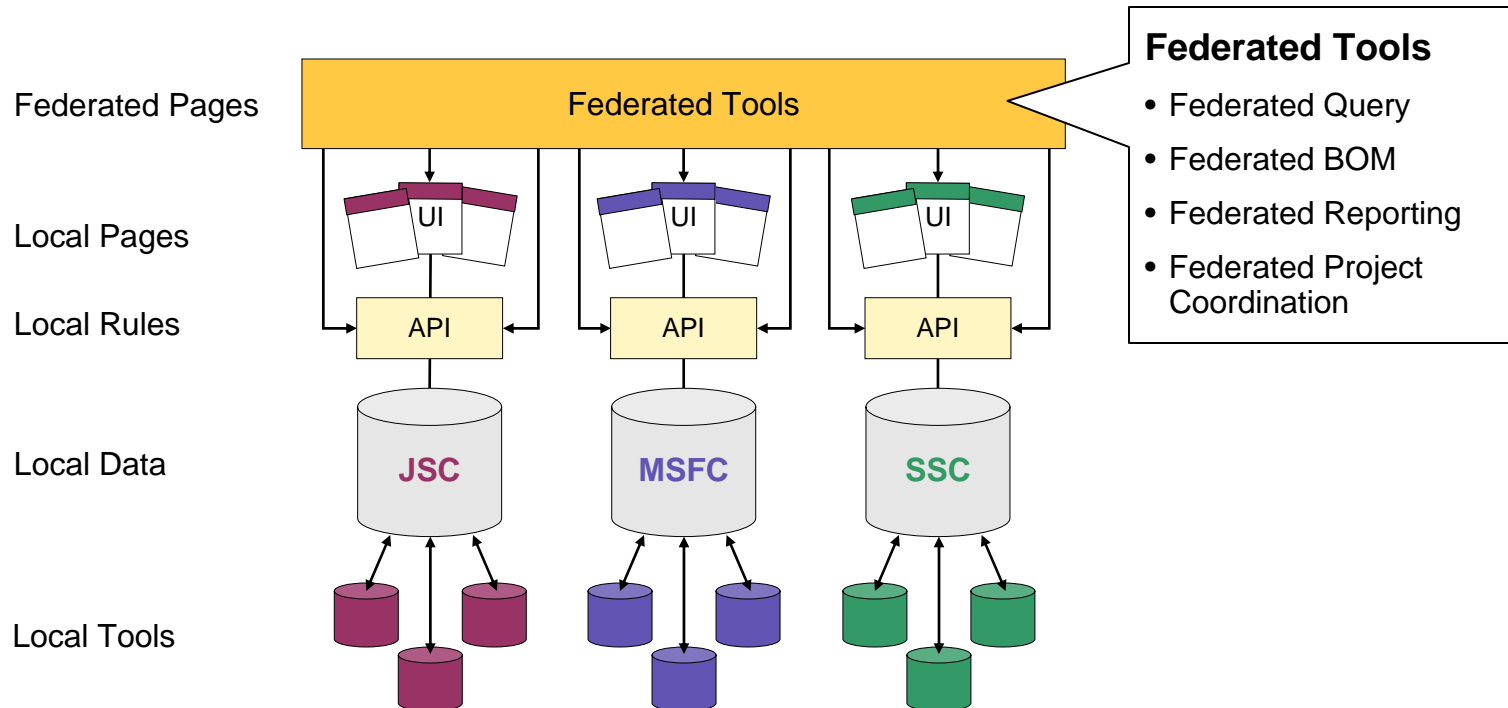 Federated Tools
• Federated Query
• Federated BOM
• Federated Reporting
• Federated Project
Coordination
Federated Pages
Federated Tools
Local Pages
UI
UI
UI
Local Rules
API
API
API
Local Data
JSC
MSFC
SSC
Local Tools